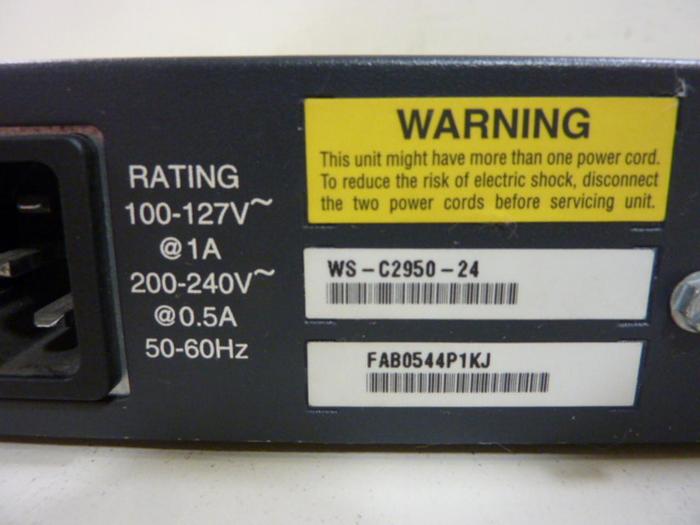 RATING
100-127V~
@1A
200-240V~
@0.5A
50-60Hz
WARNING
This unit might have more than one power cord.
To reduce the risk of electric shock, disconnect
the two power cords before servicing unit.
WS-C2950-24
FAB0544P1KJ